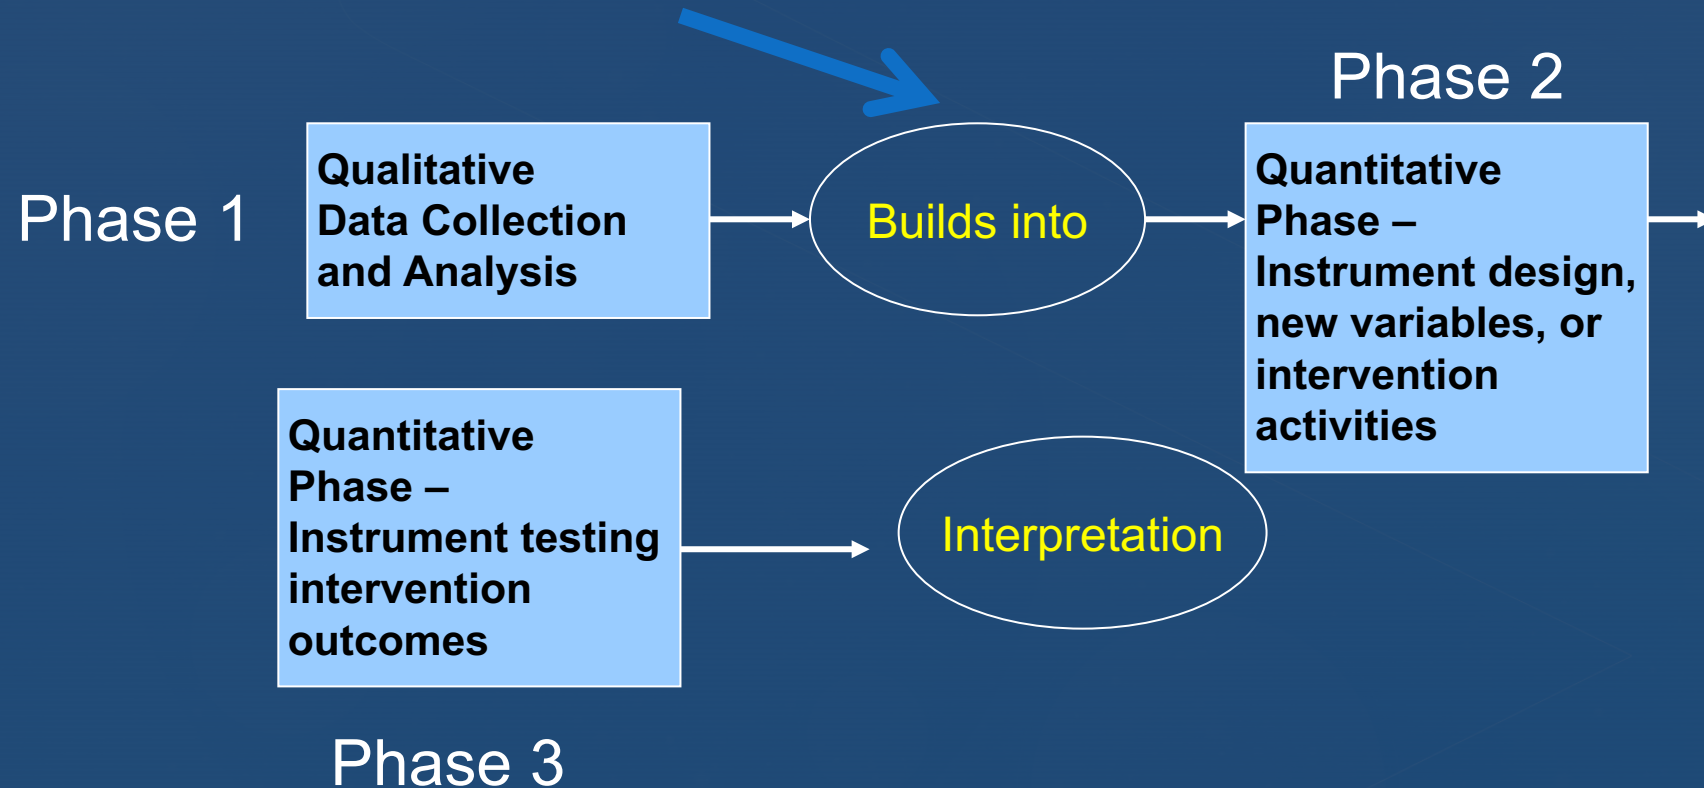 Phase 1
Qualitative
Data Collection
and Analysis
Builds into
Phase 2
Quantitative
Phase –
Instrument design,
new variables, or
intervention
activities
Quantitative
Phase –
Instrument testing
intervention
outcomes
Phase 3
Interpretation